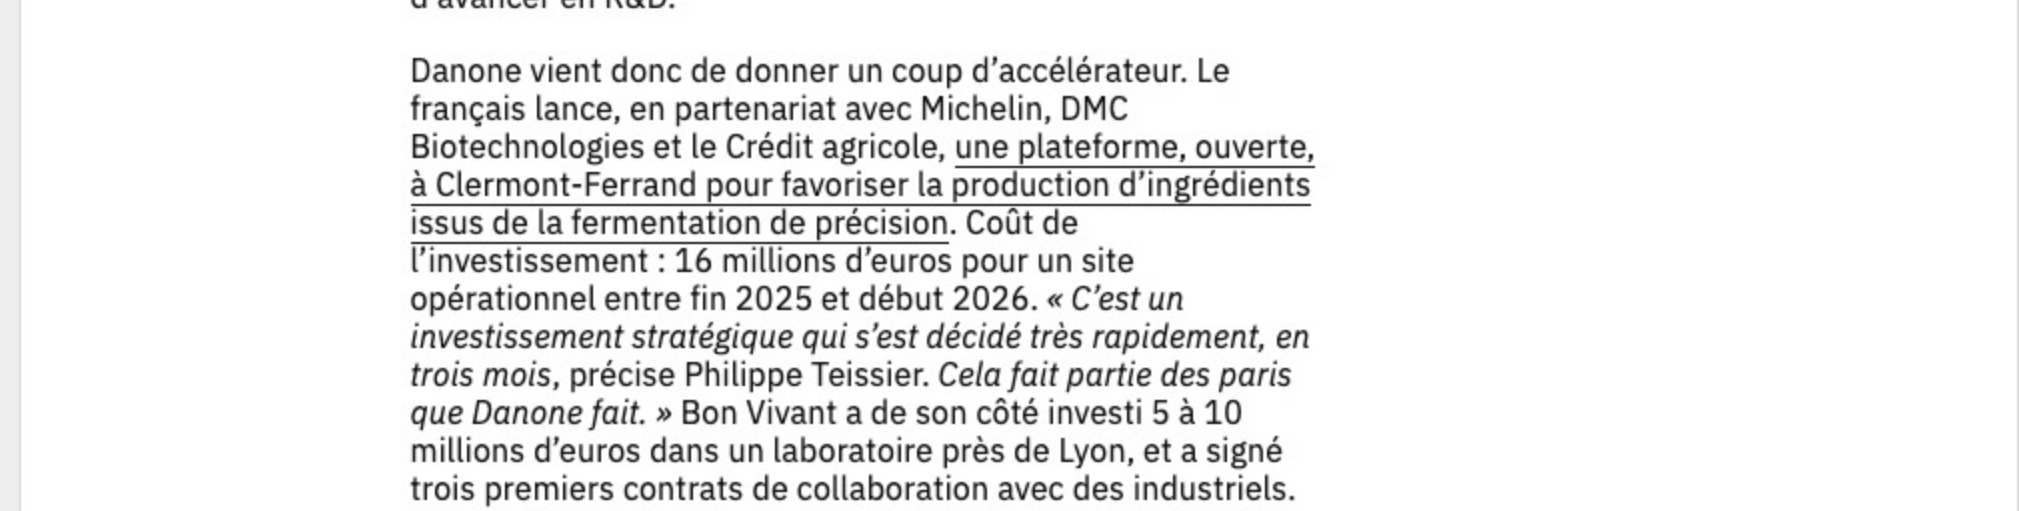 d’avancer en R&D.
Danone vient donc de donner un coup d’accélérateur. Le
français lance, en partenariat avec Michelin, DMC
Biotechnologies et le Crédit agricole, une plateforme, ouverte,
à Clermont-Ferrand pour favoriser la production d’ingrédients
issus de la fermentation de précision. Coût de
l’investissement : 16 millions d’euros pour un site
opérationnel entre fin 2025 et début 2026. « C’est un
investissement stratégique qui s’est décidé très rapidement, en
trois mois, précise Philippe Teissier. Cela fait partie des paris
que Danone fait. » Bon Vivant a de son côté investi 5 à 10
millions d’euros dans un laboratoire près de Lyon, et a signé
trois premiers contrats de collaboration avec des industriels.